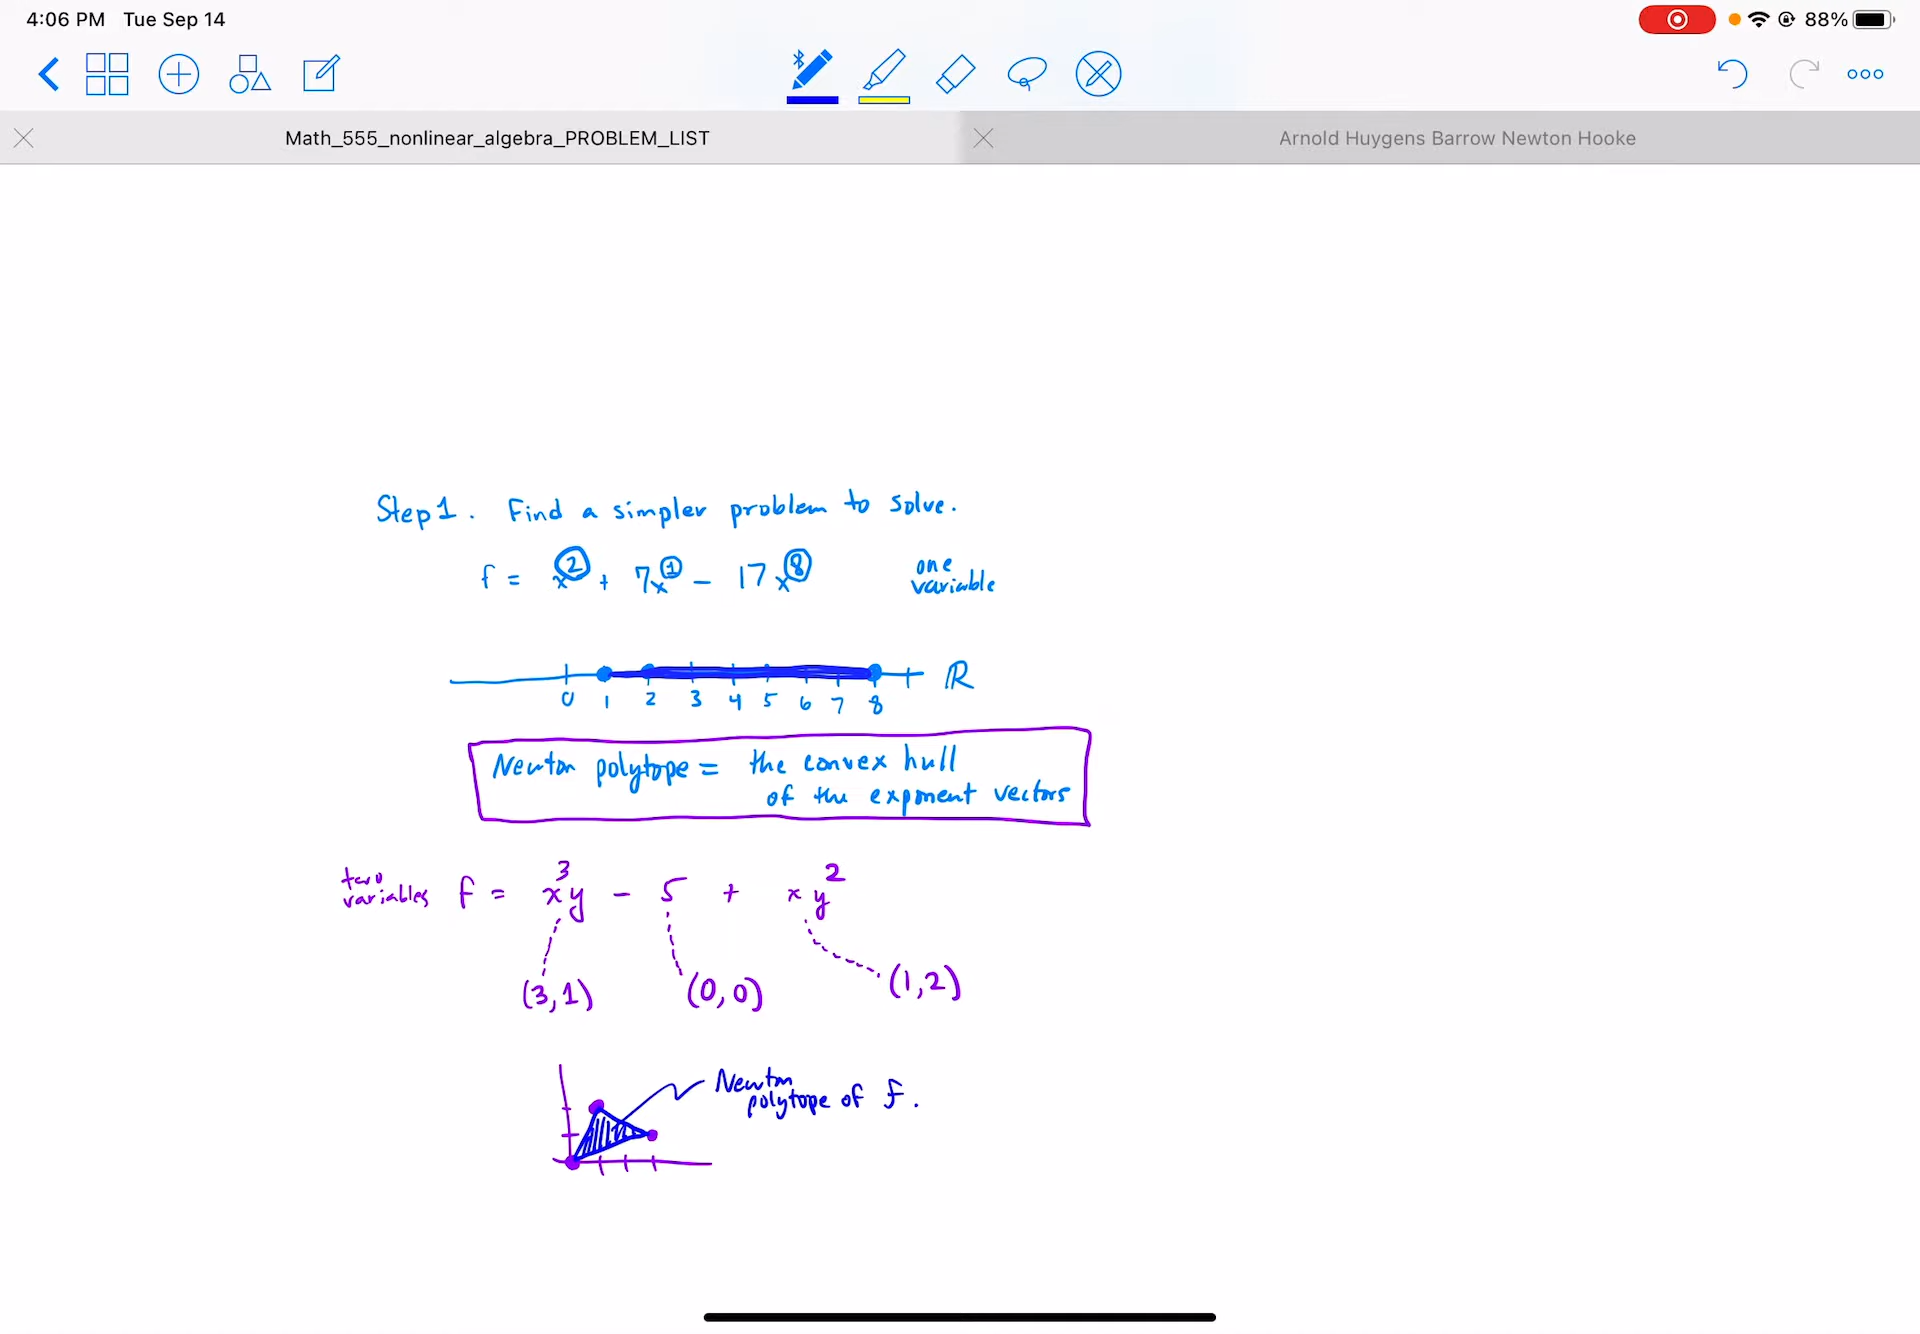 4:06 PM Tue Sep 14
88%
Math_555_nonlinear_algebra_PROBLEM_LIST
Arnold Huygens Barrow Newton Hooke
Step 1. Find a simpler problem to solve.
f = x² + 7x¹ - 17x⁸ one variable
0 1 2 3 4 5 6 7 8 ℝ
Newton polytope = the convex hull
of the exponent vectors
two variables f = x³y - 5 + xy²
(3,1) (0,0) (1,2)
Newton
polytope of f.